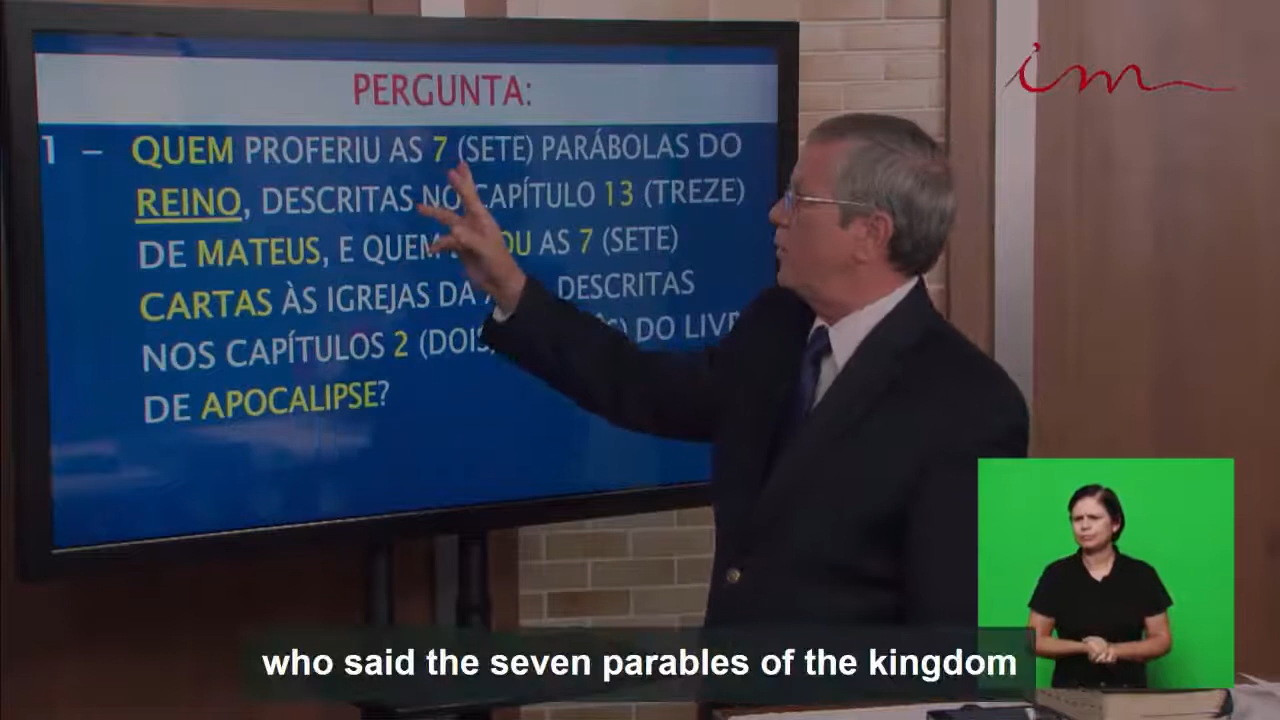 PERGUNTA:
1 – QUEM PROFERIU AS 7 (SETE) PARÁBOLAS DO
REINO, DESCRITAS NO CAPÍTULO 13 (TREZE)
DE MATEUS, E QUEM OU AS 7 (SETE)
CARTAS ÀS IGREJAS DA DESCRITAS
NOS CAPÍTULOS 2 (DOIS DO LIV
DE APOCALIPSE?
im
who said the seven parables of the kingdom